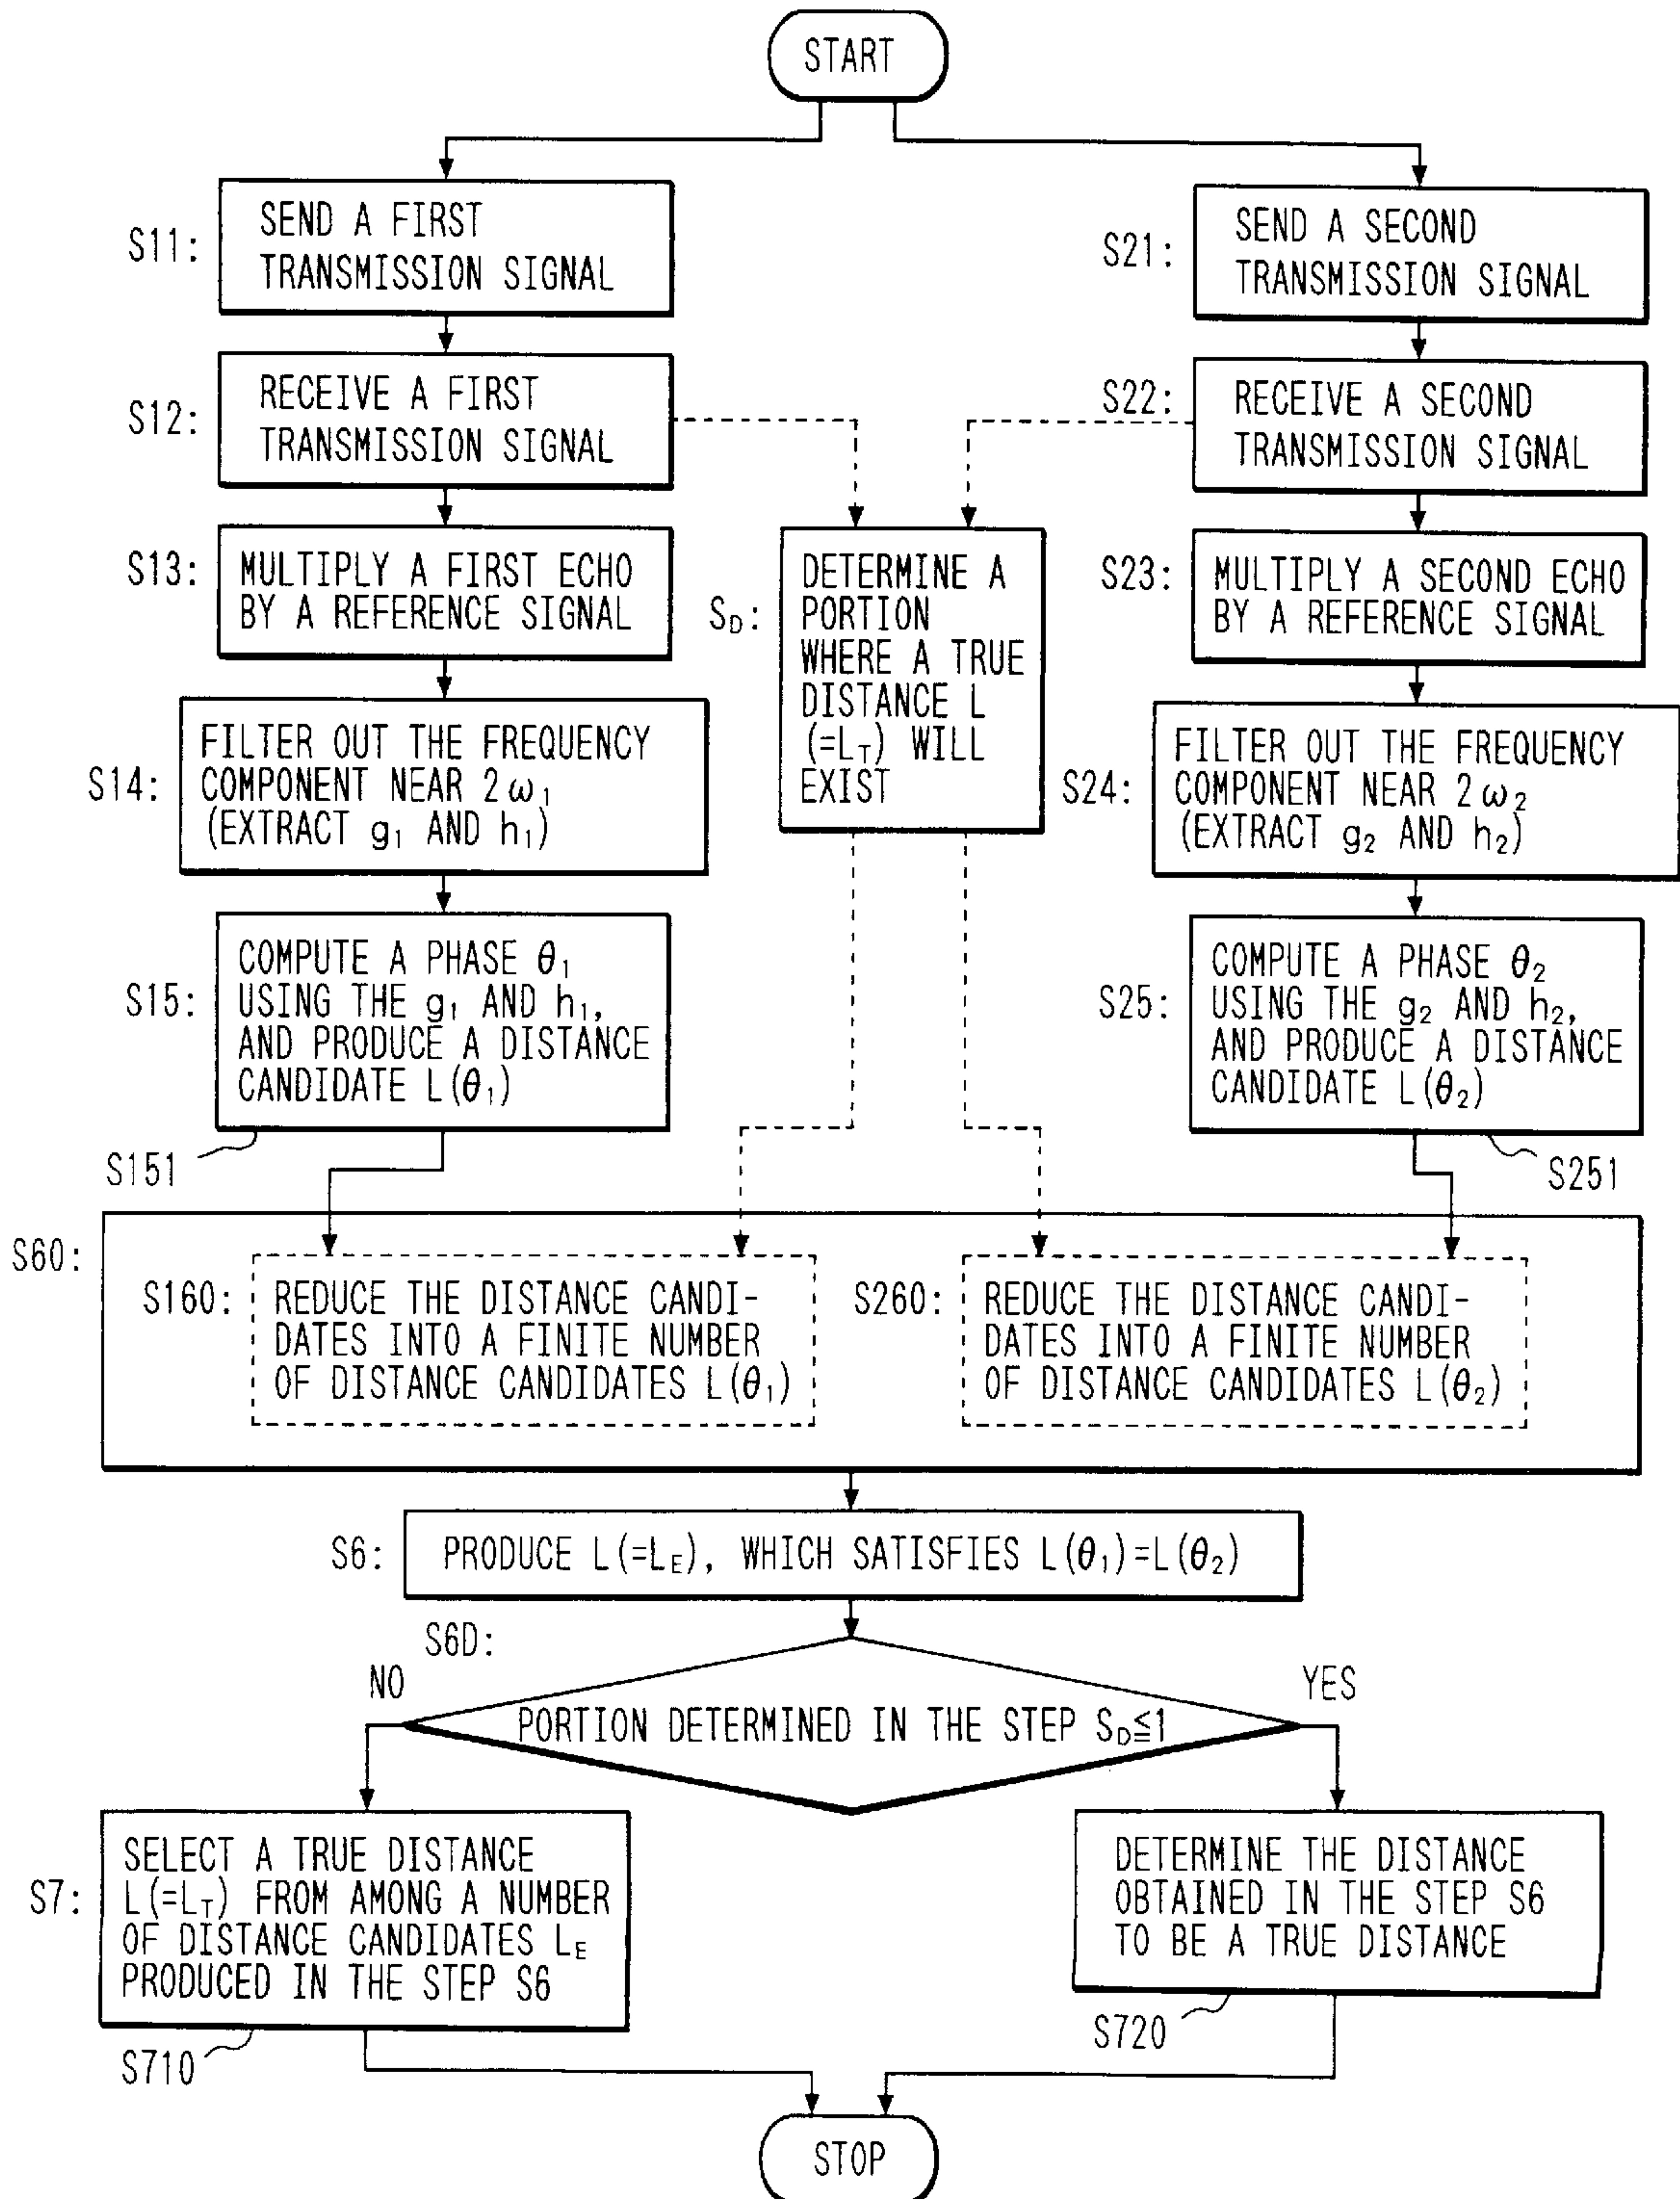 START
S11:
SEND A FIRST
TRANSMISSION SIGNAL
S12:
RECEIVE A FIRST
TRANSMISSION SIGNAL
S13:
MULTIPLY A FIRST ECHO
BY A REFERENCE SIGNAL
S14:
FILTER OUT THE FREQUENCY
COMPONENT NEAR 2ω₁
(EXTRACT g₁ AND h₁)
S15:
COMPUTE A PHASE θ₁
USING THE g₁ AND h₁,
AND PRODUCE A DISTANCE
CANDIDATE L(θ₁)
S151
S_D:
DETERMINE A
PORTION
WHERE A TRUE
DISTANCE L
(=L_T) WILL
EXIST
S21:
SEND A SECOND
TRANSMISSION SIGNAL
S22:
RECEIVE A SECOND
TRANSMISSION SIGNAL
S23:
MULTIPLY A SECOND ECHO
BY A REFERENCE SIGNAL
S24:
FILTER OUT THE FREQUENCY
COMPONENT NEAR 2ω₂
(EXTRACT g₂ AND h₂)
S25:
COMPUTE A PHASE θ₂
USING THE g₂ AND h₂,
AND PRODUCE A DISTANCE
CANDIDATE L(θ₂)
S251
S60:
S160:
REDUCE THE DISTANCE CANDI-
DATES INTO A FINITE NUMBER
OF DISTANCE CANDIDATES L(θ₁)
S260:
REDUCE THE DISTANCE CANDI-
DATES INTO A FINITE NUMBER
OF DISTANCE CANDIDATES L(θ₂)
S6:
PRODUCE L(=L_E), WHICH SATISFIES L(θ₁)=L(θ₂)
S6D:
NO
YES
PORTION DETERMINED IN THE STEP S_D≦1
S7:
SELECT A TRUE DISTANCE
L(=L_T) FROM AMONG A NUMBER
OF DISTANCE CANDIDATES L_E
PRODUCED IN THE STEP S6
S710
DETERMINE THE DISTANCE
OBTAINED IN THE STEP S6
TO BE A TRUE DISTANCE
S720
STOP